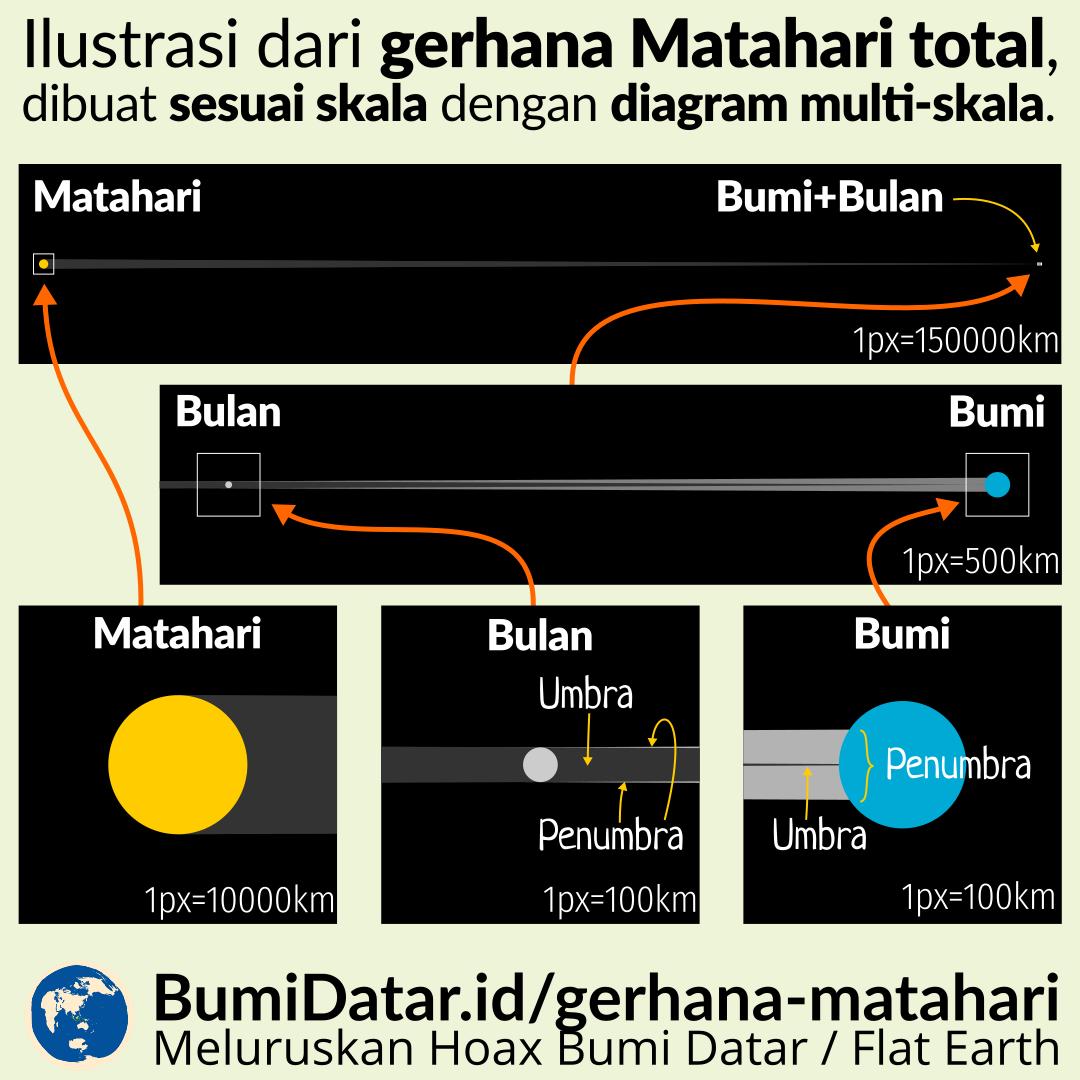 Ilustrasi dari gerhana Matahari total,
dibuat sesuai skala dengan diagram multi-skala.
Matahari
Bumi+Bulan
1px=150000km
Bulan
Bumi
1px=500km
Matahari
1px=10000km
Bulan
Umbra
Penumbra
1px=100km
Bumi
Penumbra
Umbra
1px=100km
BumiDatar.id/gerhana-matahari
Meluruskan Hoax Bumi Datar / Flat Earth